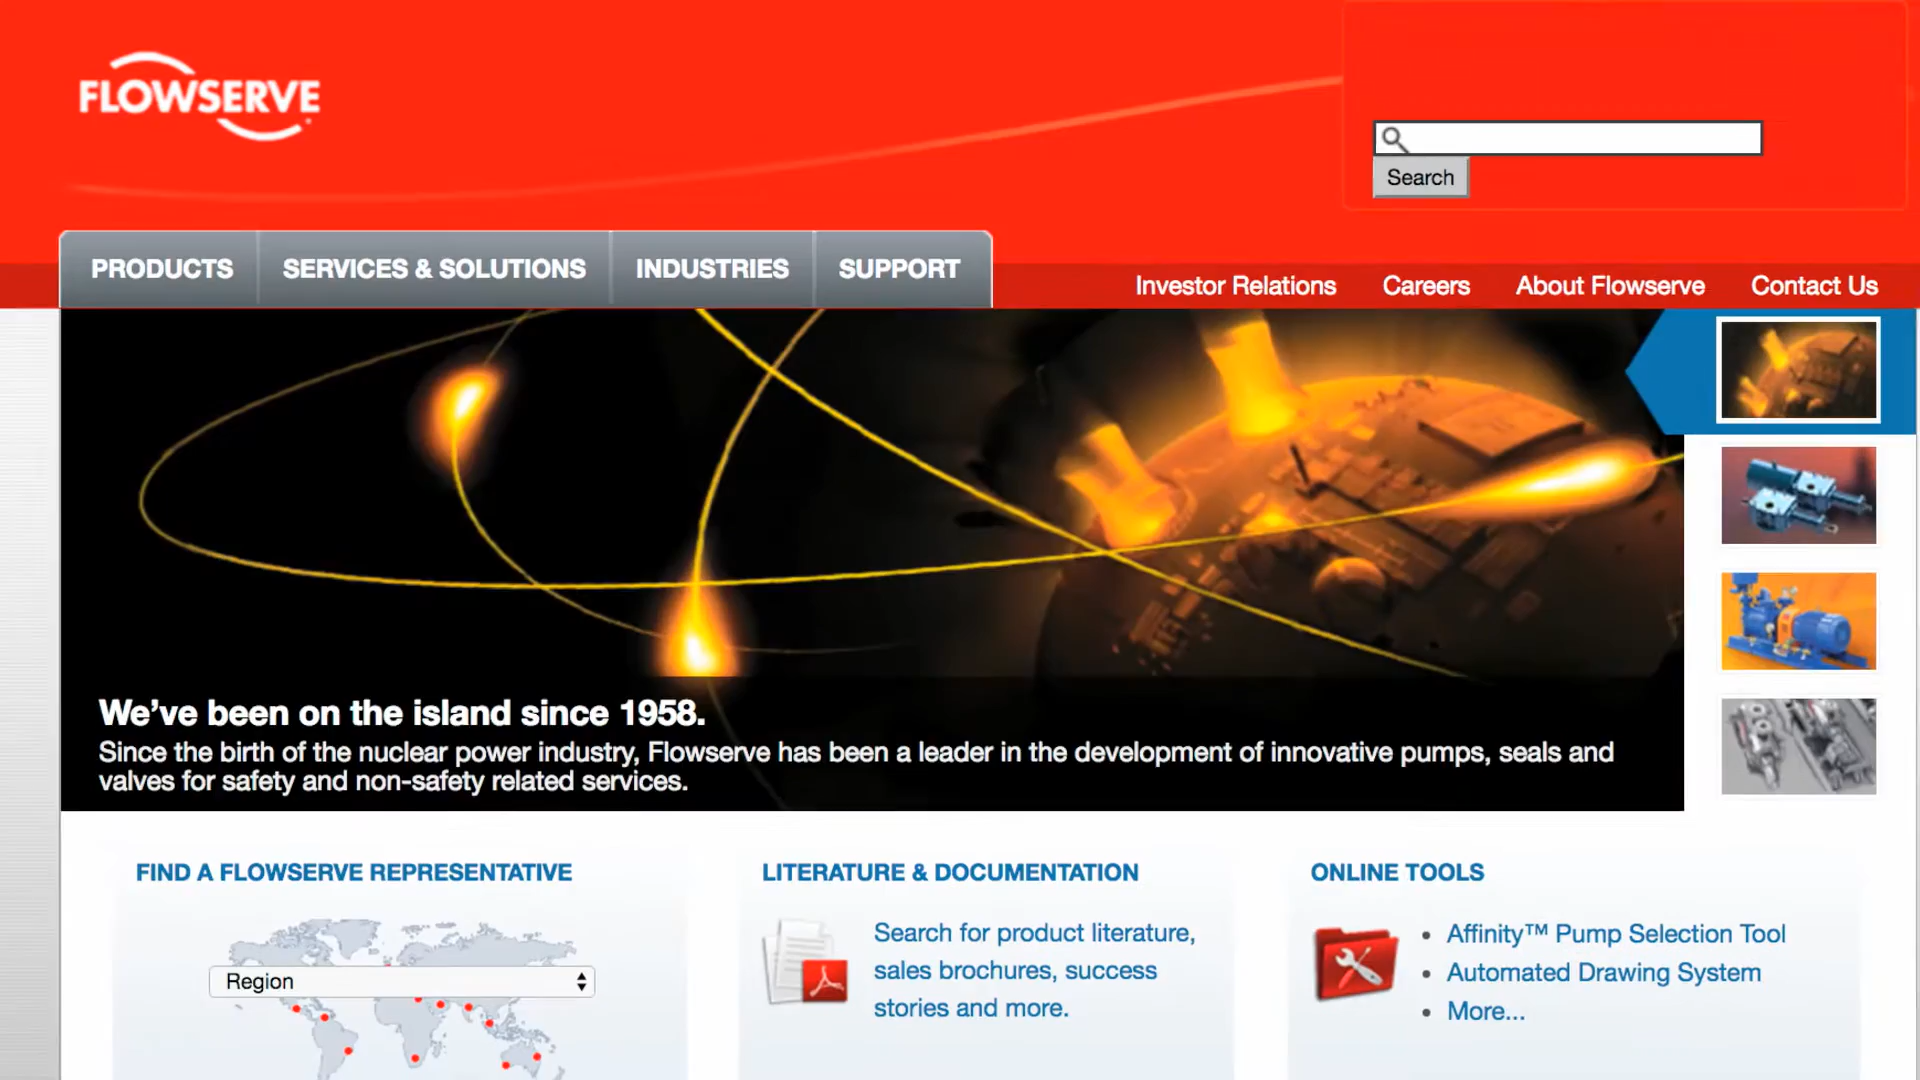 FLOWSERVE
Search
PRODUCTS
SERVICES & SOLUTIONS
INDUSTRIES
SUPPORT
Investor Relations
Careers
About Flowserve
Contact Us
We've been on the island since 1958.
Since the birth of the nuclear power industry, Flowserve has been a leader in the development of innovative pumps, seals and
valves for safety and non-safety related services.
FIND A FLOWSERVE REPRESENTATIVE
Region
LITERATURE & DOCUMENTATION
Search for product literature,
sales brochures, success
stories and more.
ONLINE TOOLS
• Affinity™ Pump Selection Tool
• Automated Drawing System
• More...